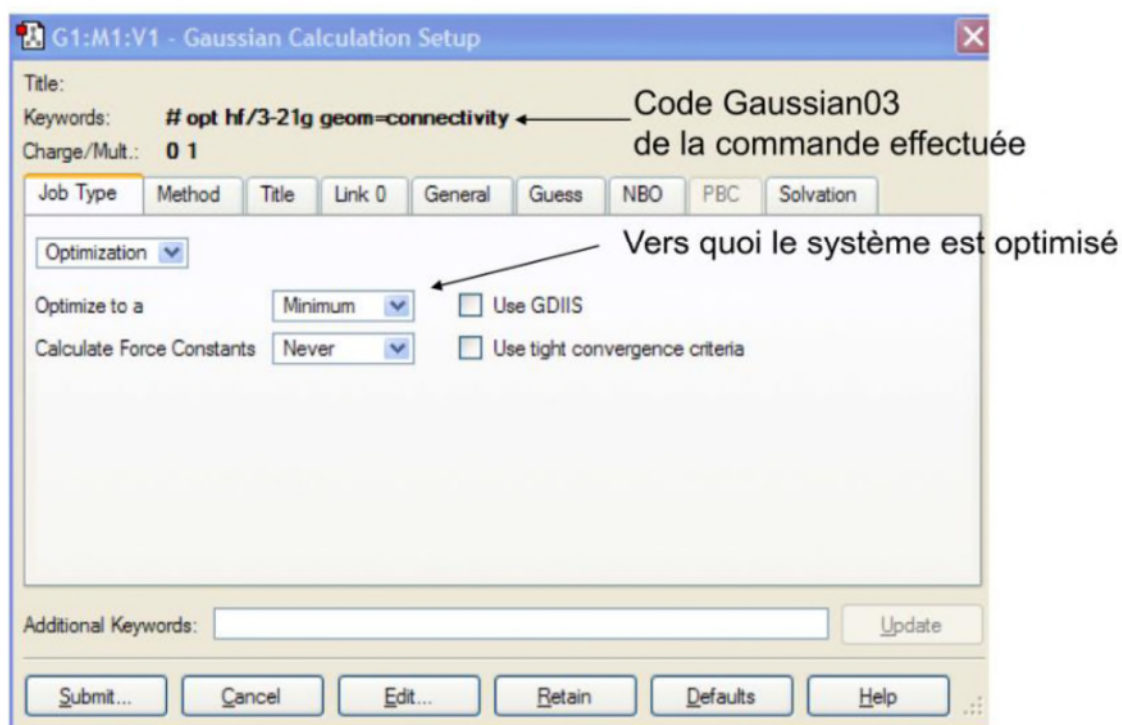 G1:M1:V1 - Gaussian Calculation Setup
Title:
Keywords: # opt hf/3-21g geom=connectivity
Code Gaussian03
de la commande effectuée
Charge/Mult.: 0 1
Job Type Method Title Link 0 General Guess NBO PBC Solvation
Vers quoi le système est optimisé
Optimization
Optimize to a Minimum Use GDIIS
Calculate Force Constants Never Use tight convergence criteria
Additional Keywords: Update
Submit... Cancel Edit... Retain Defaults Help